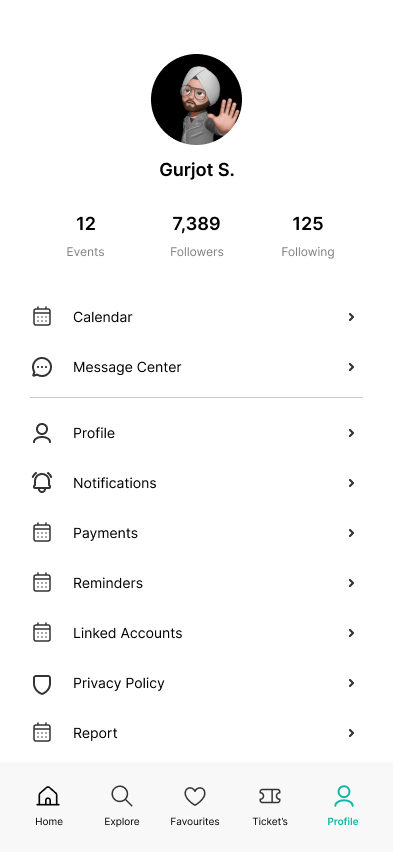 Gurjot S.
12 7,389 125
Events Followers Following
Calendar
Message Center
Profile
Notifications
Payments
Reminders
Linked Accounts
Privacy Policy
Report
Home Explore Favourites Ticket's Profile